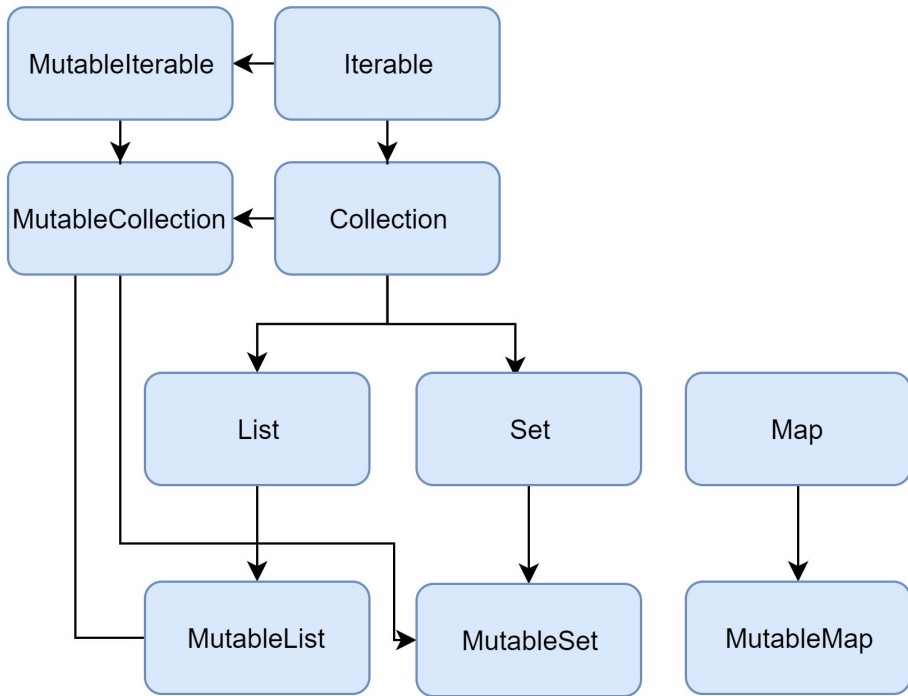 MutableIterable
Iterable
MutableCollection
Collection
List
Set
Map
MutableList
MutableSet
MutableMap